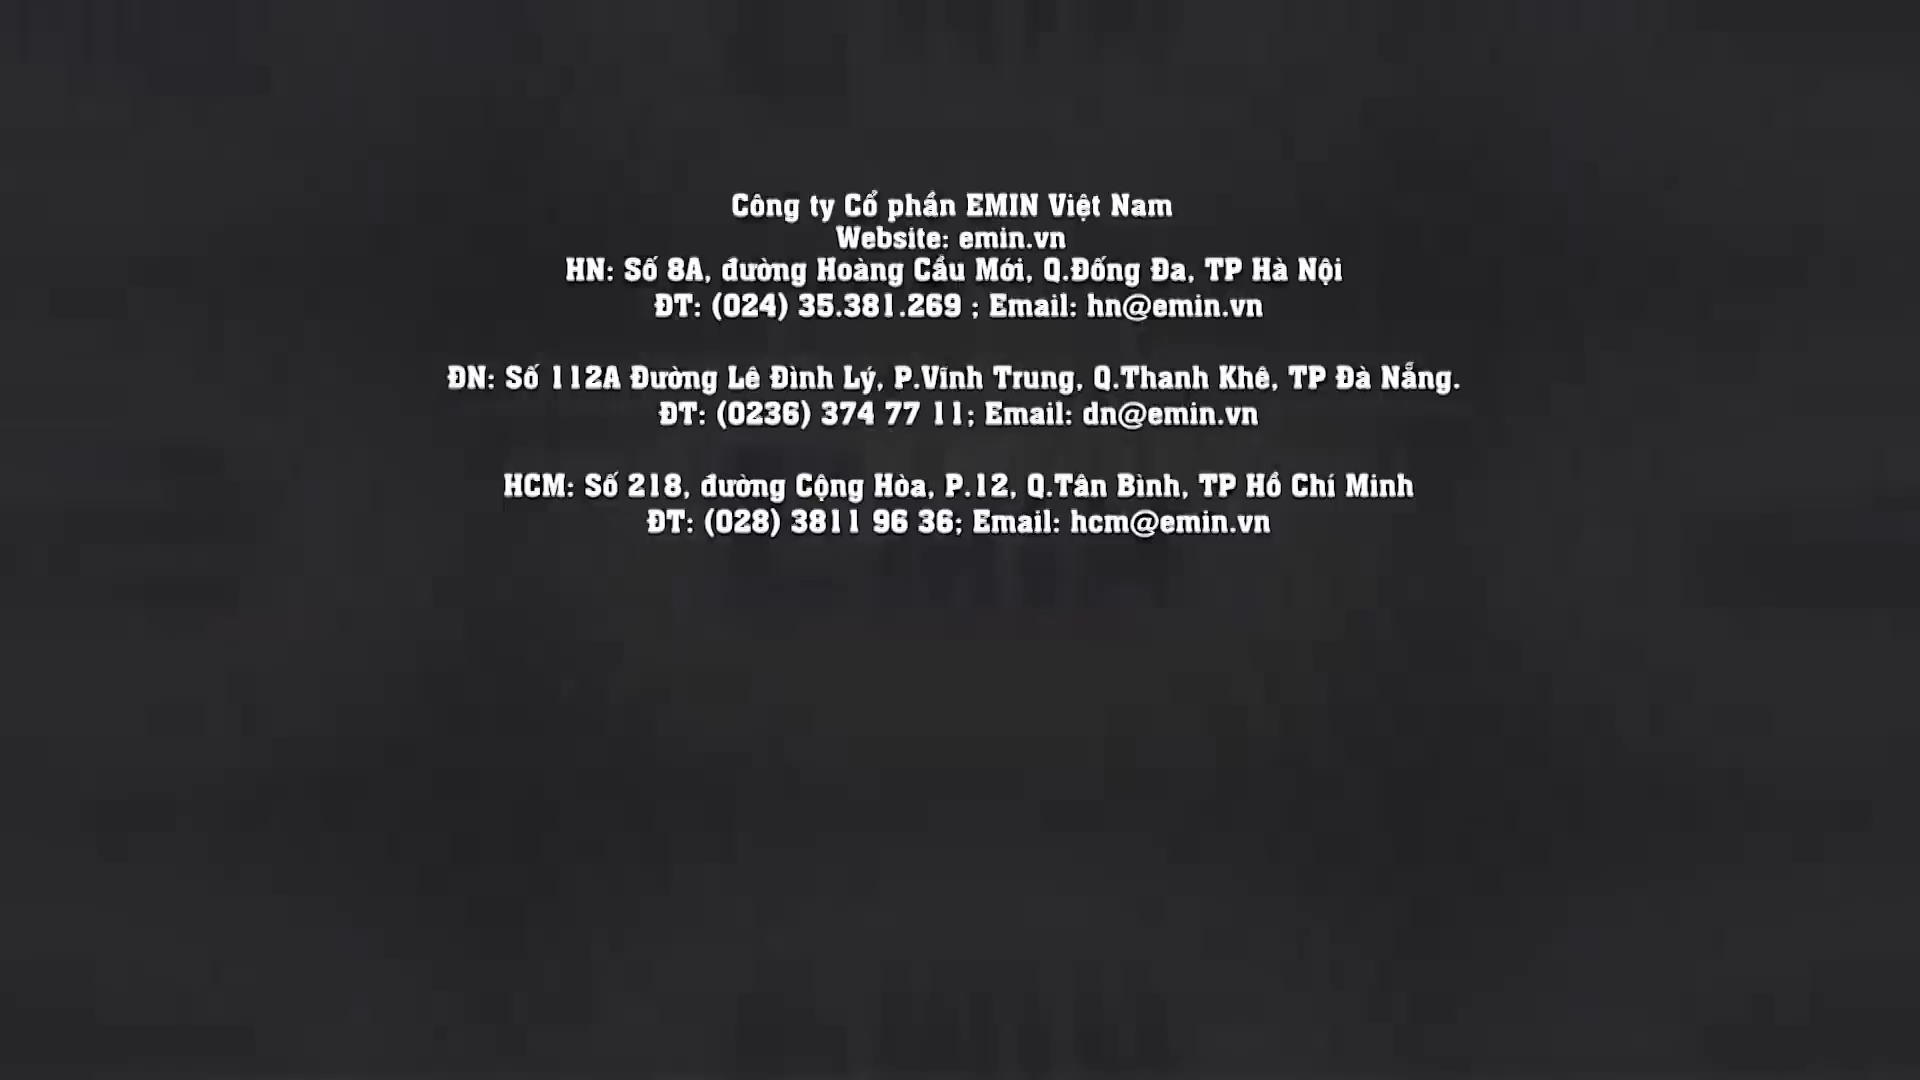 Công ty Cổ phần EMIN Việt Nam
Website: emin.vn
HN: Số 8A, đường Hoàng Cầu Mới, Q.Đống Đa, TP Hà Nội
ĐT: (024) 35.381.269 ; Email: hn@emin.vn
ĐN: Số 112A Đường Lê Đình Lý, P.Vĩnh Trung, Q.Thanh Khê, TP Đà Nẵng.
ĐT: (0236) 374 77 11; Email: dn@emin.vn
HCM: Số 218, đường Cộng Hòa, P.12, Q.Tân Bình, TP Hồ Chí Minh
ĐT: (028) 3811 96 36; Email: hcm@emin.vn